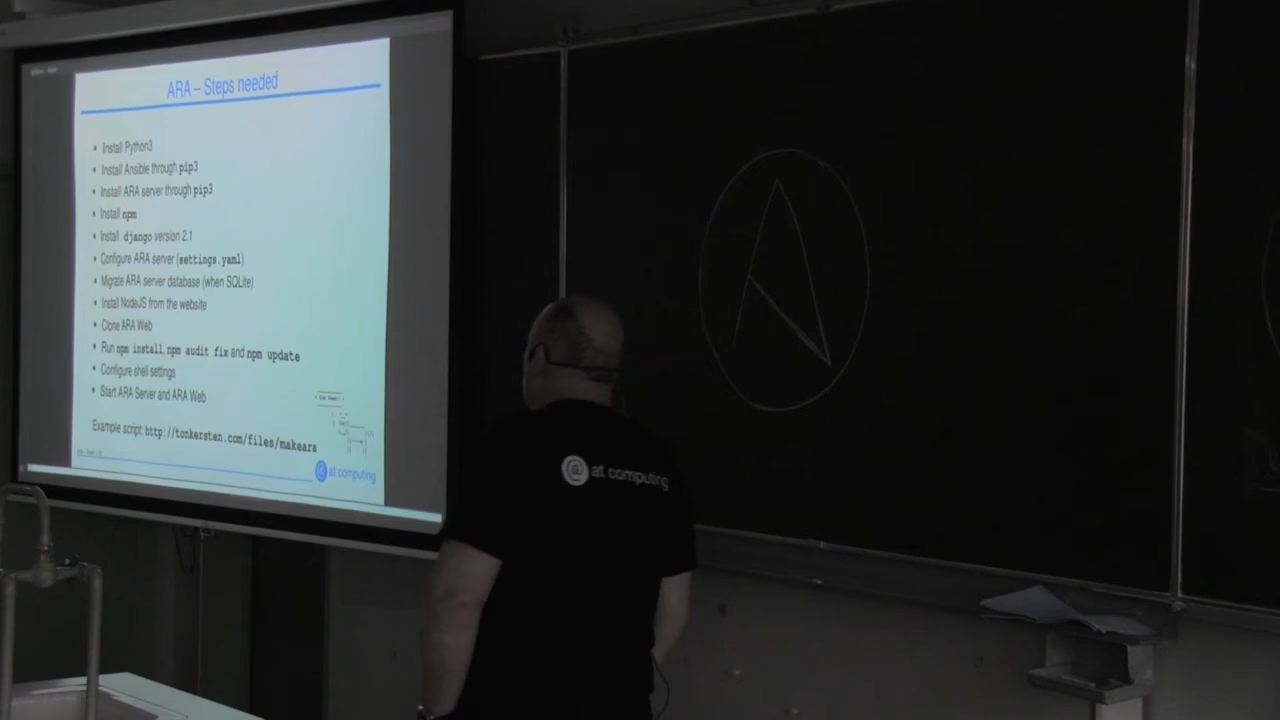 ARA – Steps needed
• Install Python3
• Install Ansible through pip3
• Install ARA server through pip3
• Install npm
• Install django version 2.1
• Configure ARA server (settings.yaml)
• Migrate ARA server database (when SQLite)
• Install NodeJS from the website
• Clone ARA Web
• Run npm install, npm audit fix and npm update
• Configure shell settings
• Start ARA Server and ARA Web
Example script: http://tonkersten.com/files/makeara
@ at computing
@ at computing